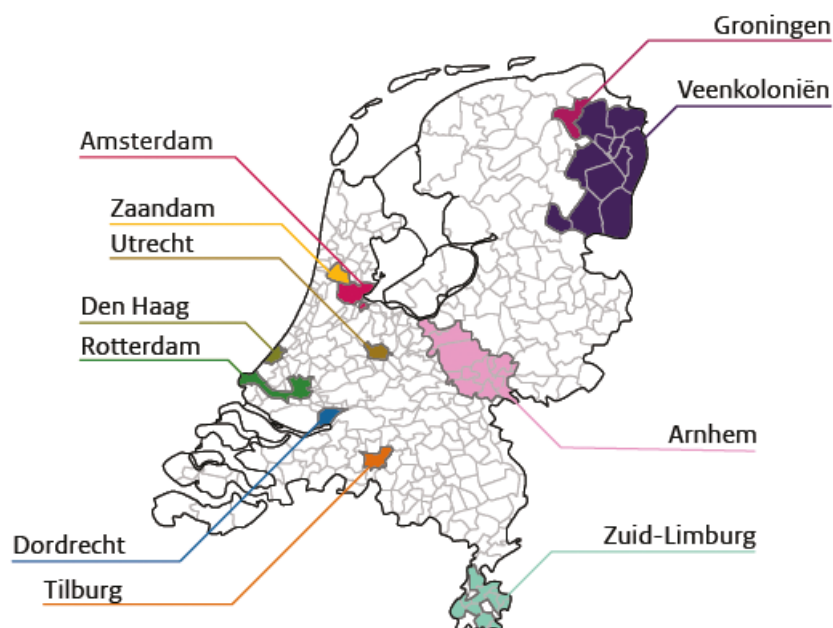 Groningen
Veenkoloniën
Amsterdam
Zaandam
Utrecht
Den Haag
Rotterdam
Arnhem
Zuid-Limburg
Dordrecht
Tilburg